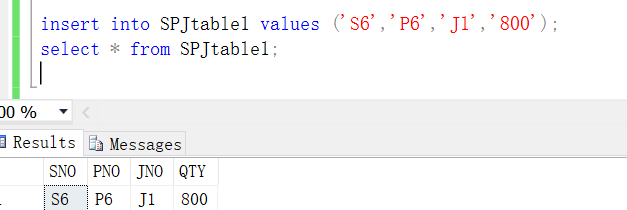 insert into SPJtable1 values ('S6','P6','J1','800');
select * from SPJtable1;
00 %
Results Messages
SNO PNO JNO QTY
S6 P6 J1 800